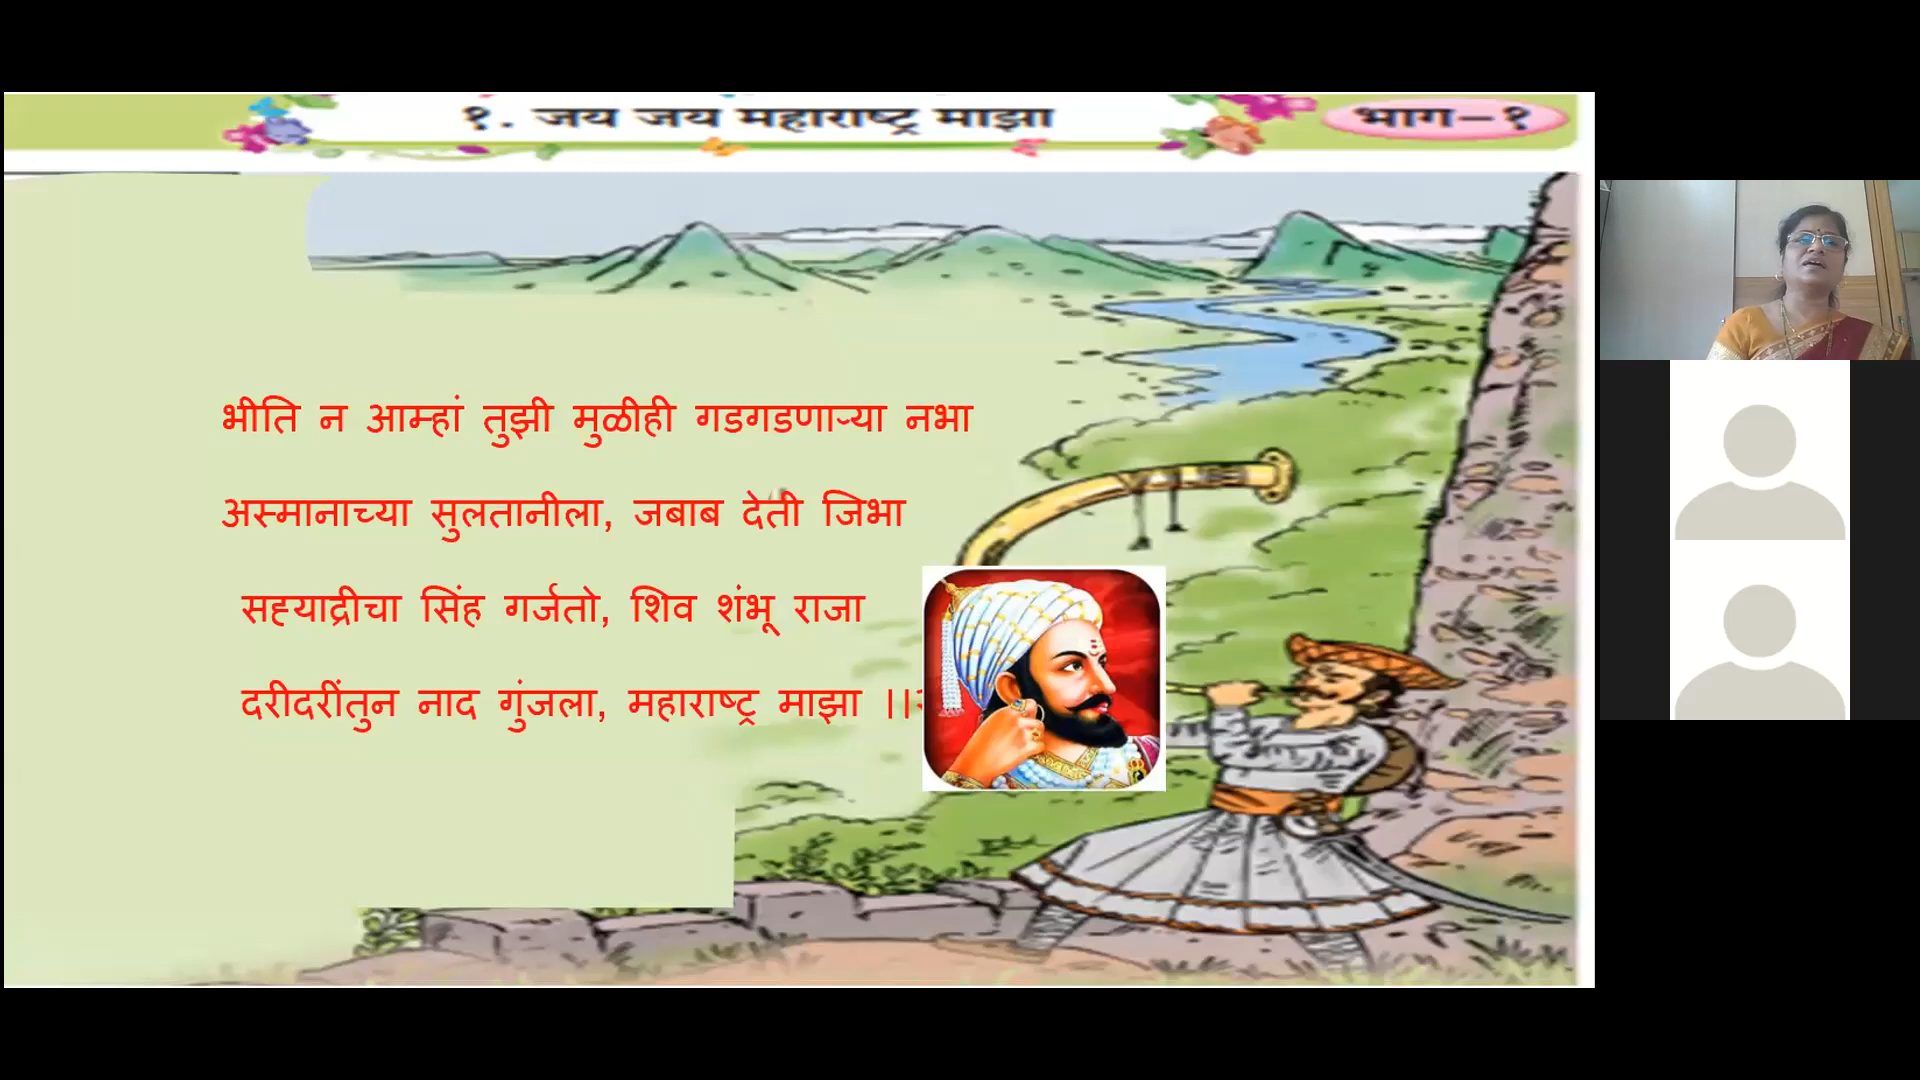 १. जय जय महाराष्ट्र माझा
भाग–१
भीति न आम्हां तुझी मुळीही गडगडणाऱ्या नभा
अस्मानाच्या सुलतानीला, जबाब देती जिभा
सह्याद्रीचा सिंह गर्जतो, शिव शंभू राजा
दरीदरींतुन नाद गुंजला, महाराष्ट्र माझा ।।